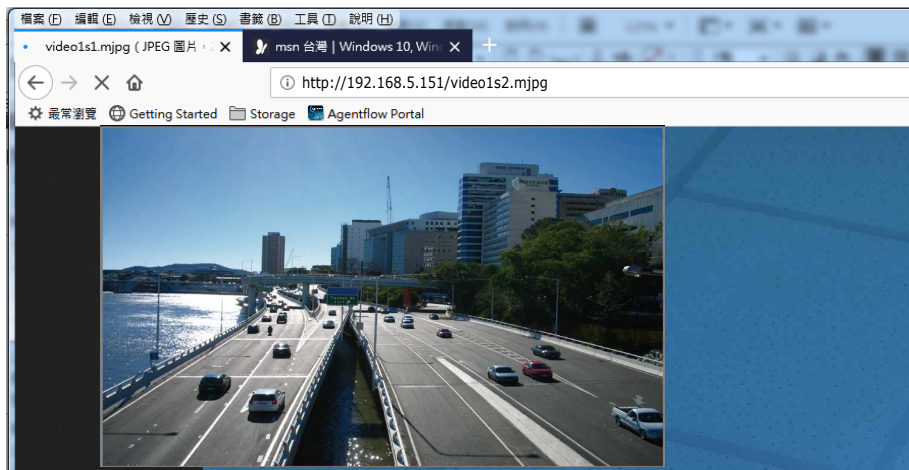 檔案(F) 編輯(E) 檢視(V) 歷史(S) 書籤(B) 工具(T) 說明(H)
video1s1.mjpg ( JPEG 圖片， × msn 台灣 | Windows 10, Winc × +
http://192.168.5.151/video1s2.mjpg
最常瀏覽 Getting Started Storage Agentflow Portal